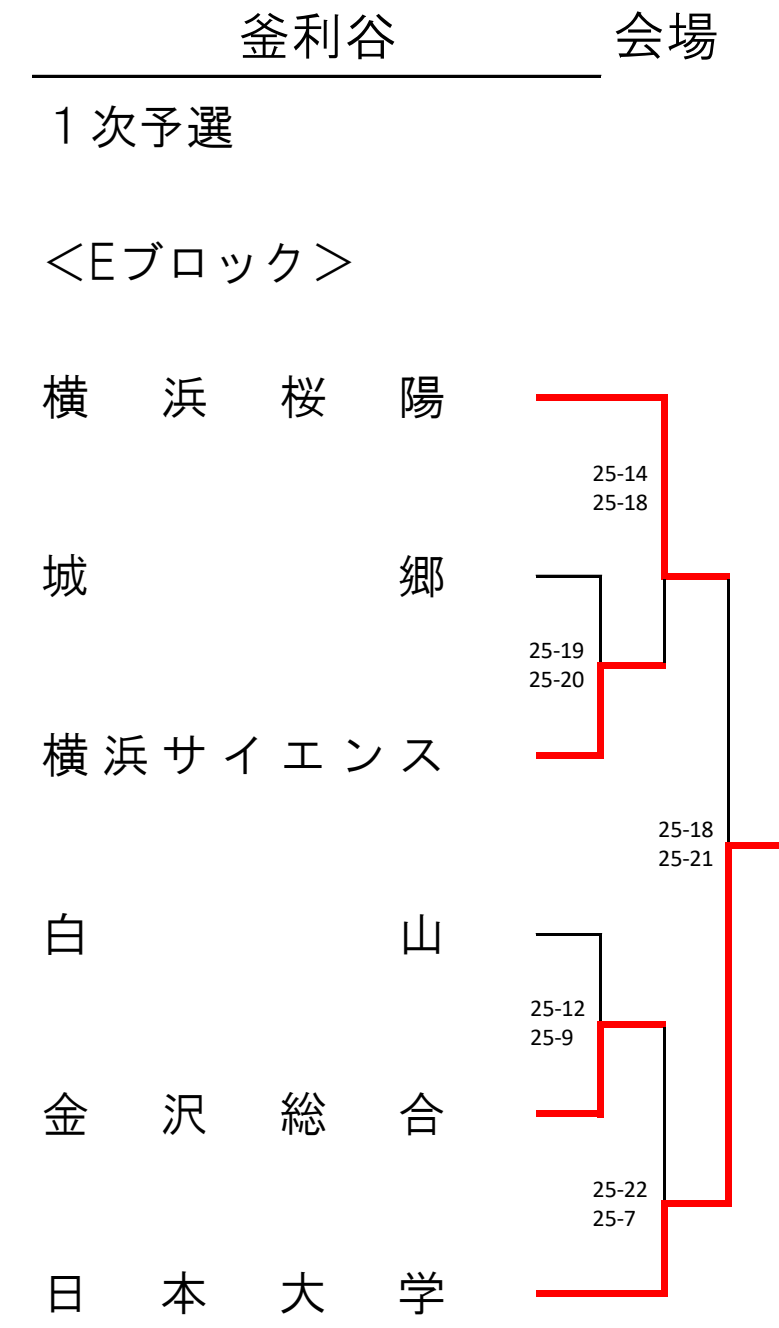 釜利谷 会場
１次予選
＜Eブロック＞
横浜桜陽
25-14
25-18
城郷
25-19
25-20
横浜サイエンス
25-18
25-21
白山
25-12
25-9
金沢総合
25-22
25-7
日本大学